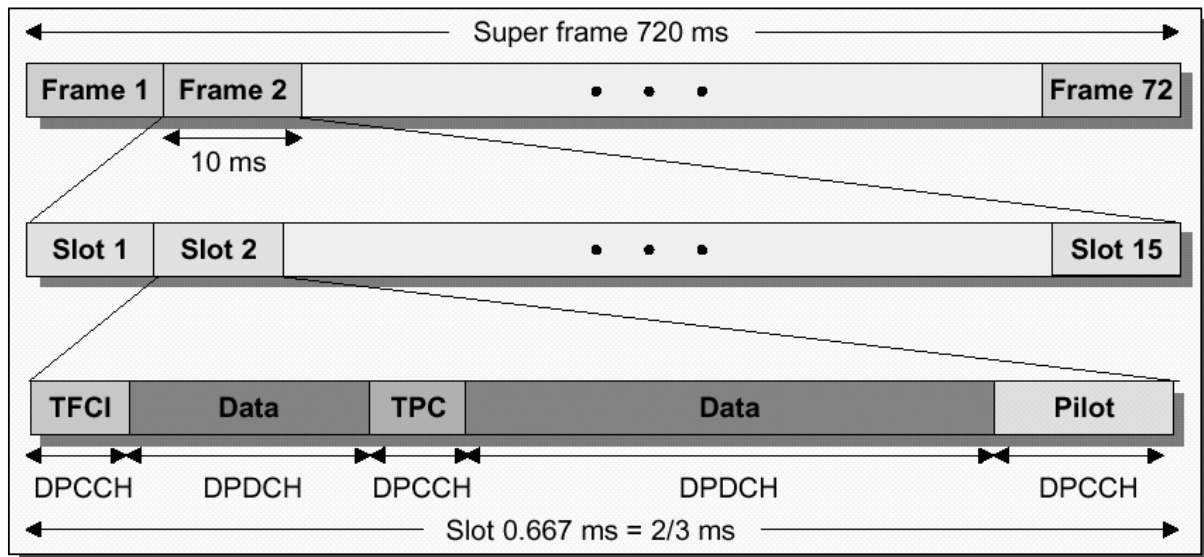 Super frame 720 ms
Frame 1 Frame 2 • • • Frame 72
10 ms
Slot 1 Slot 2 • • • Slot 15
TFCI Data TPC Data Pilot
DPCCH DPDCH DPCCH DPDCH DPCCH
Slot 0.667 ms = 2/3 ms